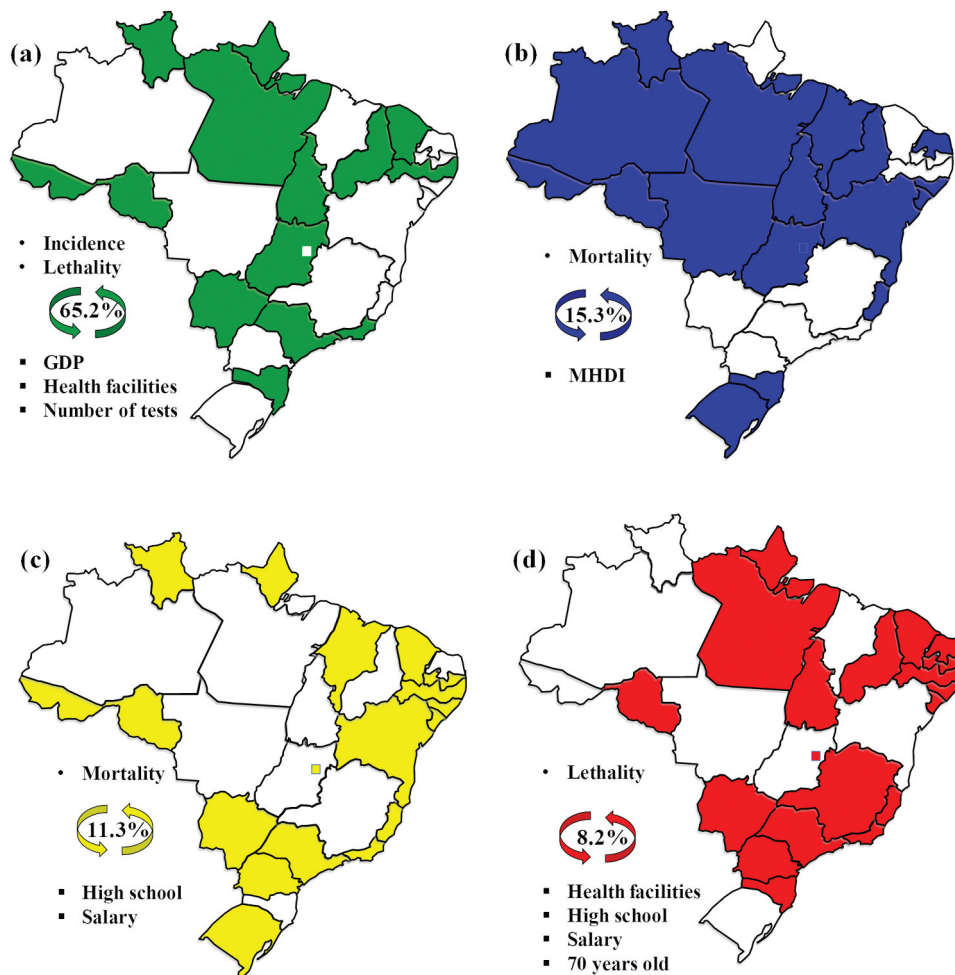 (a)
• Incidence
• Lethality
65.2%
▪ GDP
▪ Health facilities
▪ Number of tests
(b)
• Mortality
15.3%
▪ MHDI
(c)
• Mortality
11.3%
▪ High school
▪ Salary
(d)
• Lethality
8.2%
▪ Health facilities
▪ High school
▪ Salary
▪ 70 years old